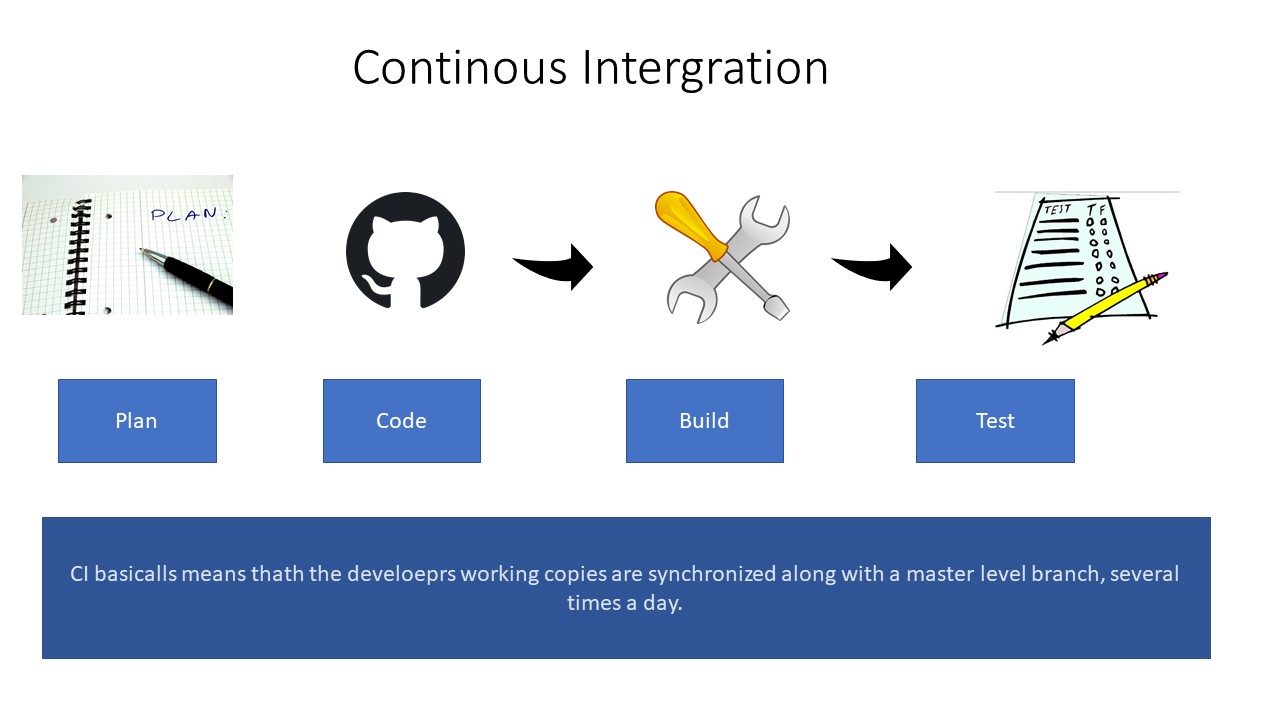 Continous Intergration
PLAN:
TEST T F
Plan
Code
Build
Test
CI basicalls means thath the develoeprs working copies are synchronized along with a master level branch, several
times a day.